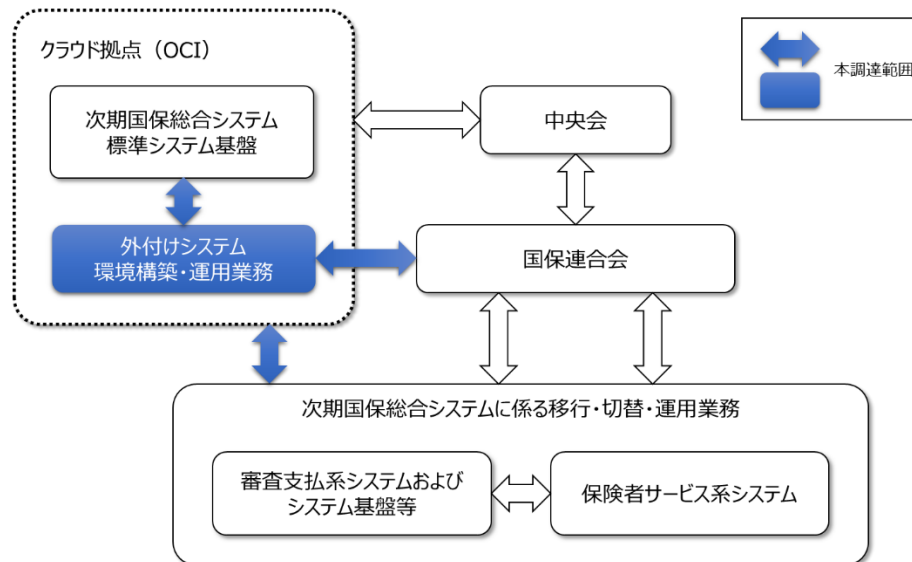 クラウド拠点（OCI）
次期国保総合システム
標準システム基盤
外付けシステム
環境構築・運用業務
中央会
国保連合会
本調達範囲
次期国保総合システムに係る移行・切替・運用業務
審査支払系システムおよび
システム基盤等
保険者サービス系システム